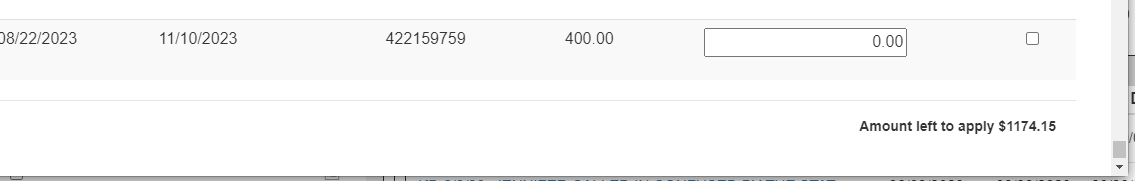 08/22/2023 11/10/2023 422159759 400.00 0.00
Amount left to apply $1174.15